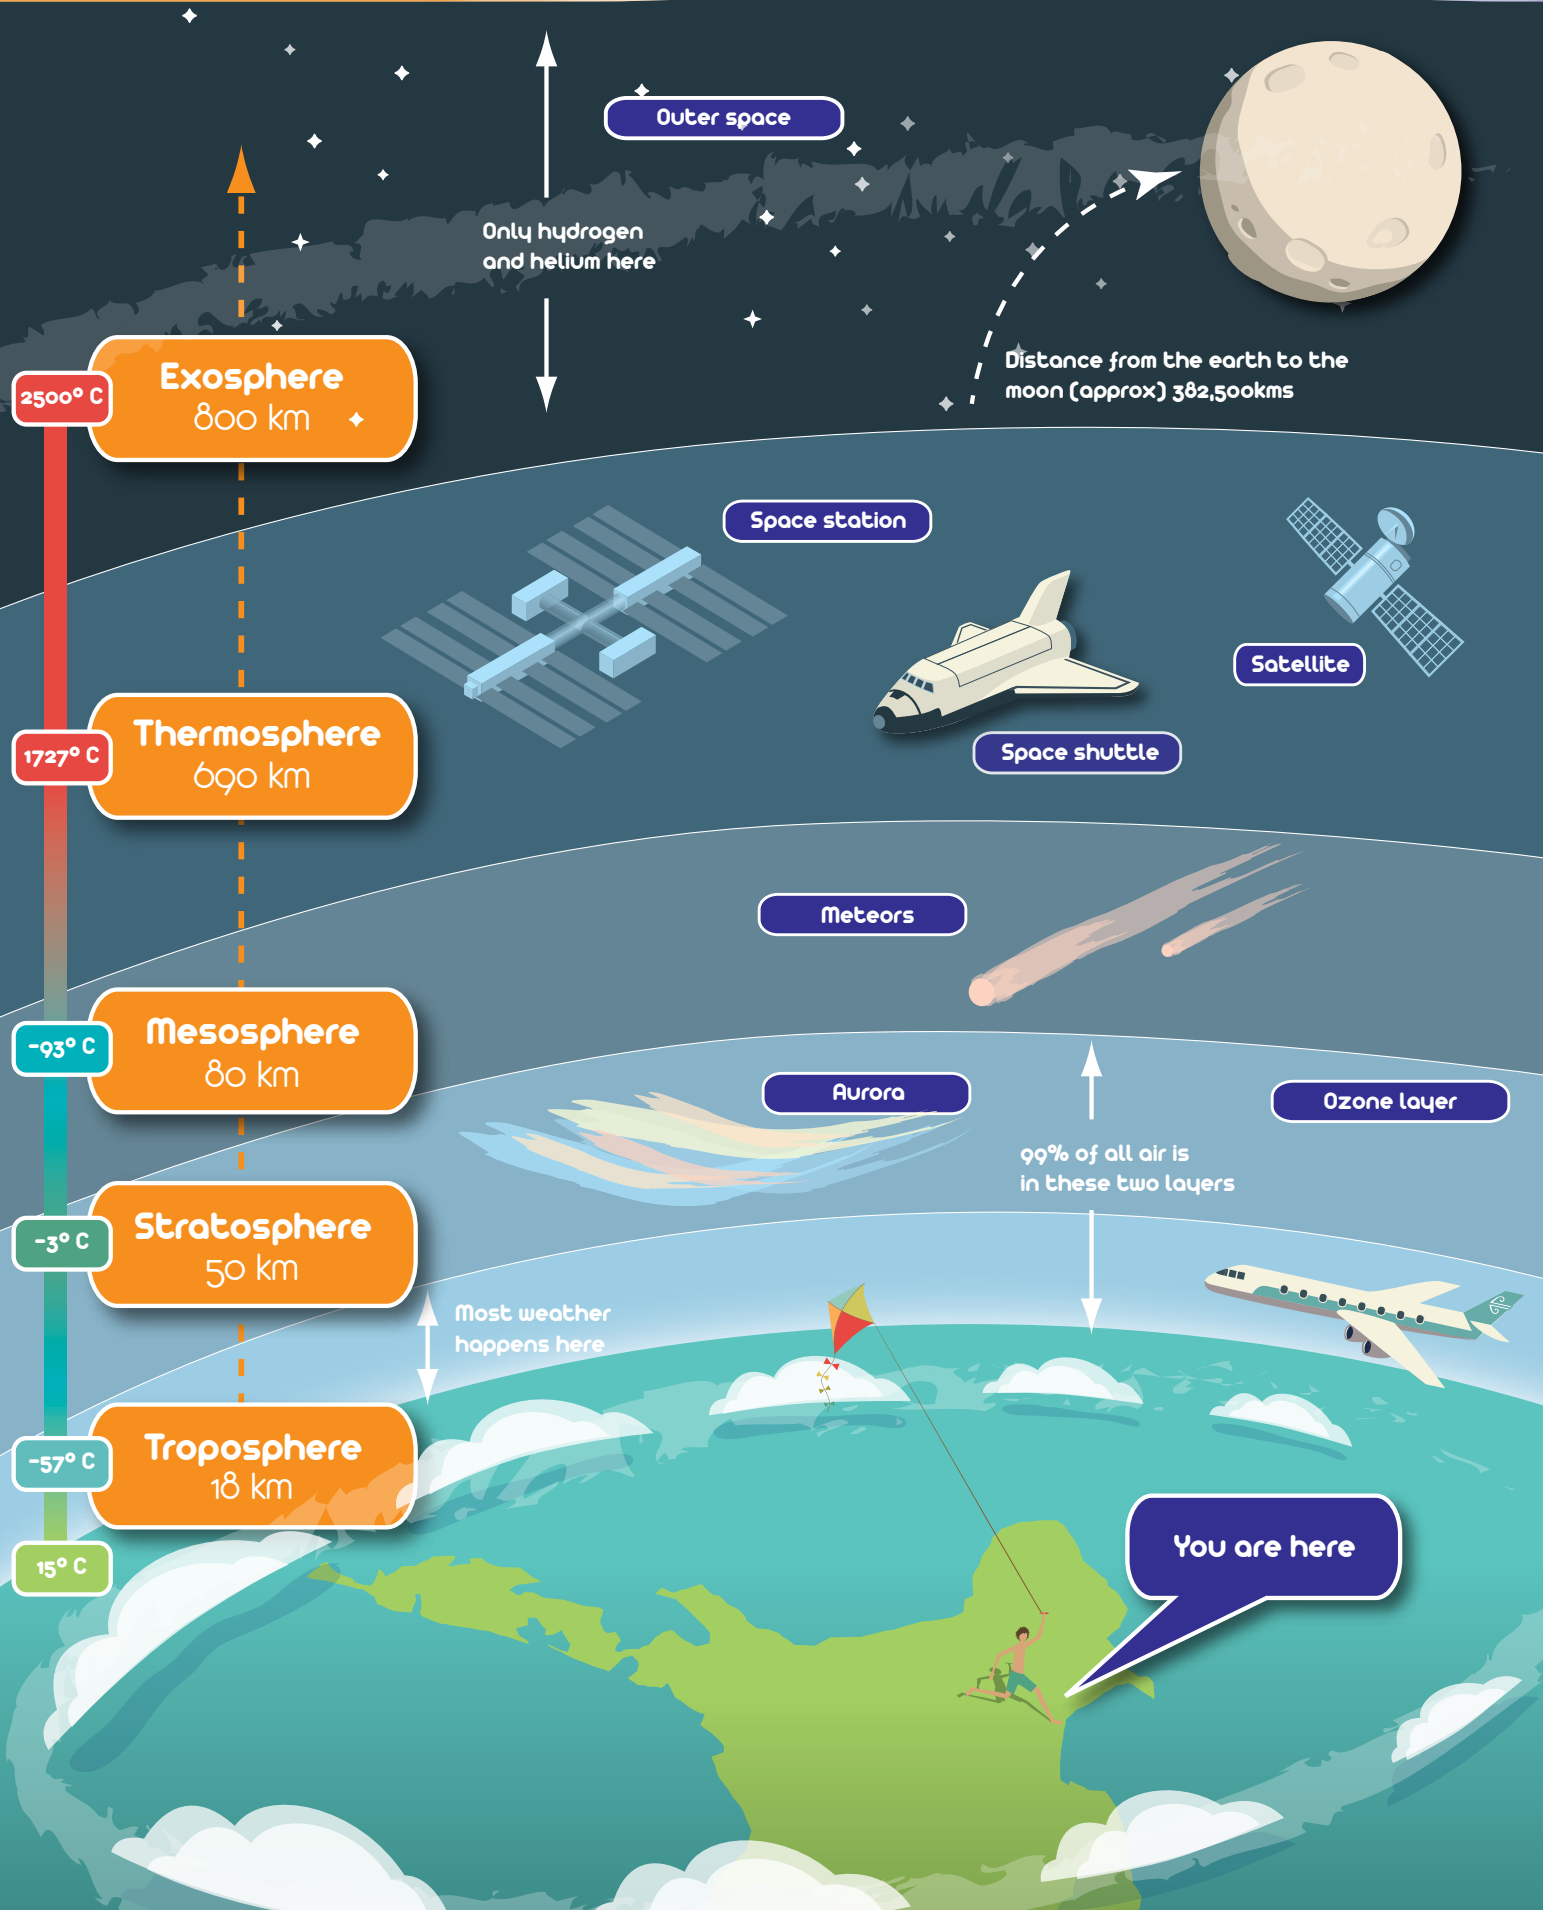 Outer space
Only hydrogen
and helium here
Exosphere
800 km
2500° C
Distance from the earth to the
moon (approx) 382,500kms
Space station
Satellite
Thermosphere
690 km
1727° C
Space shuttle
Meteors
Mesosphere
80 km
-93° C
Aurora
Ozone layer
99% of all air is
in these two layers
Stratosphere
50 km
-3° C
Most weather
happens here
Troposphere
18 km
-57° C
You are here
15° C